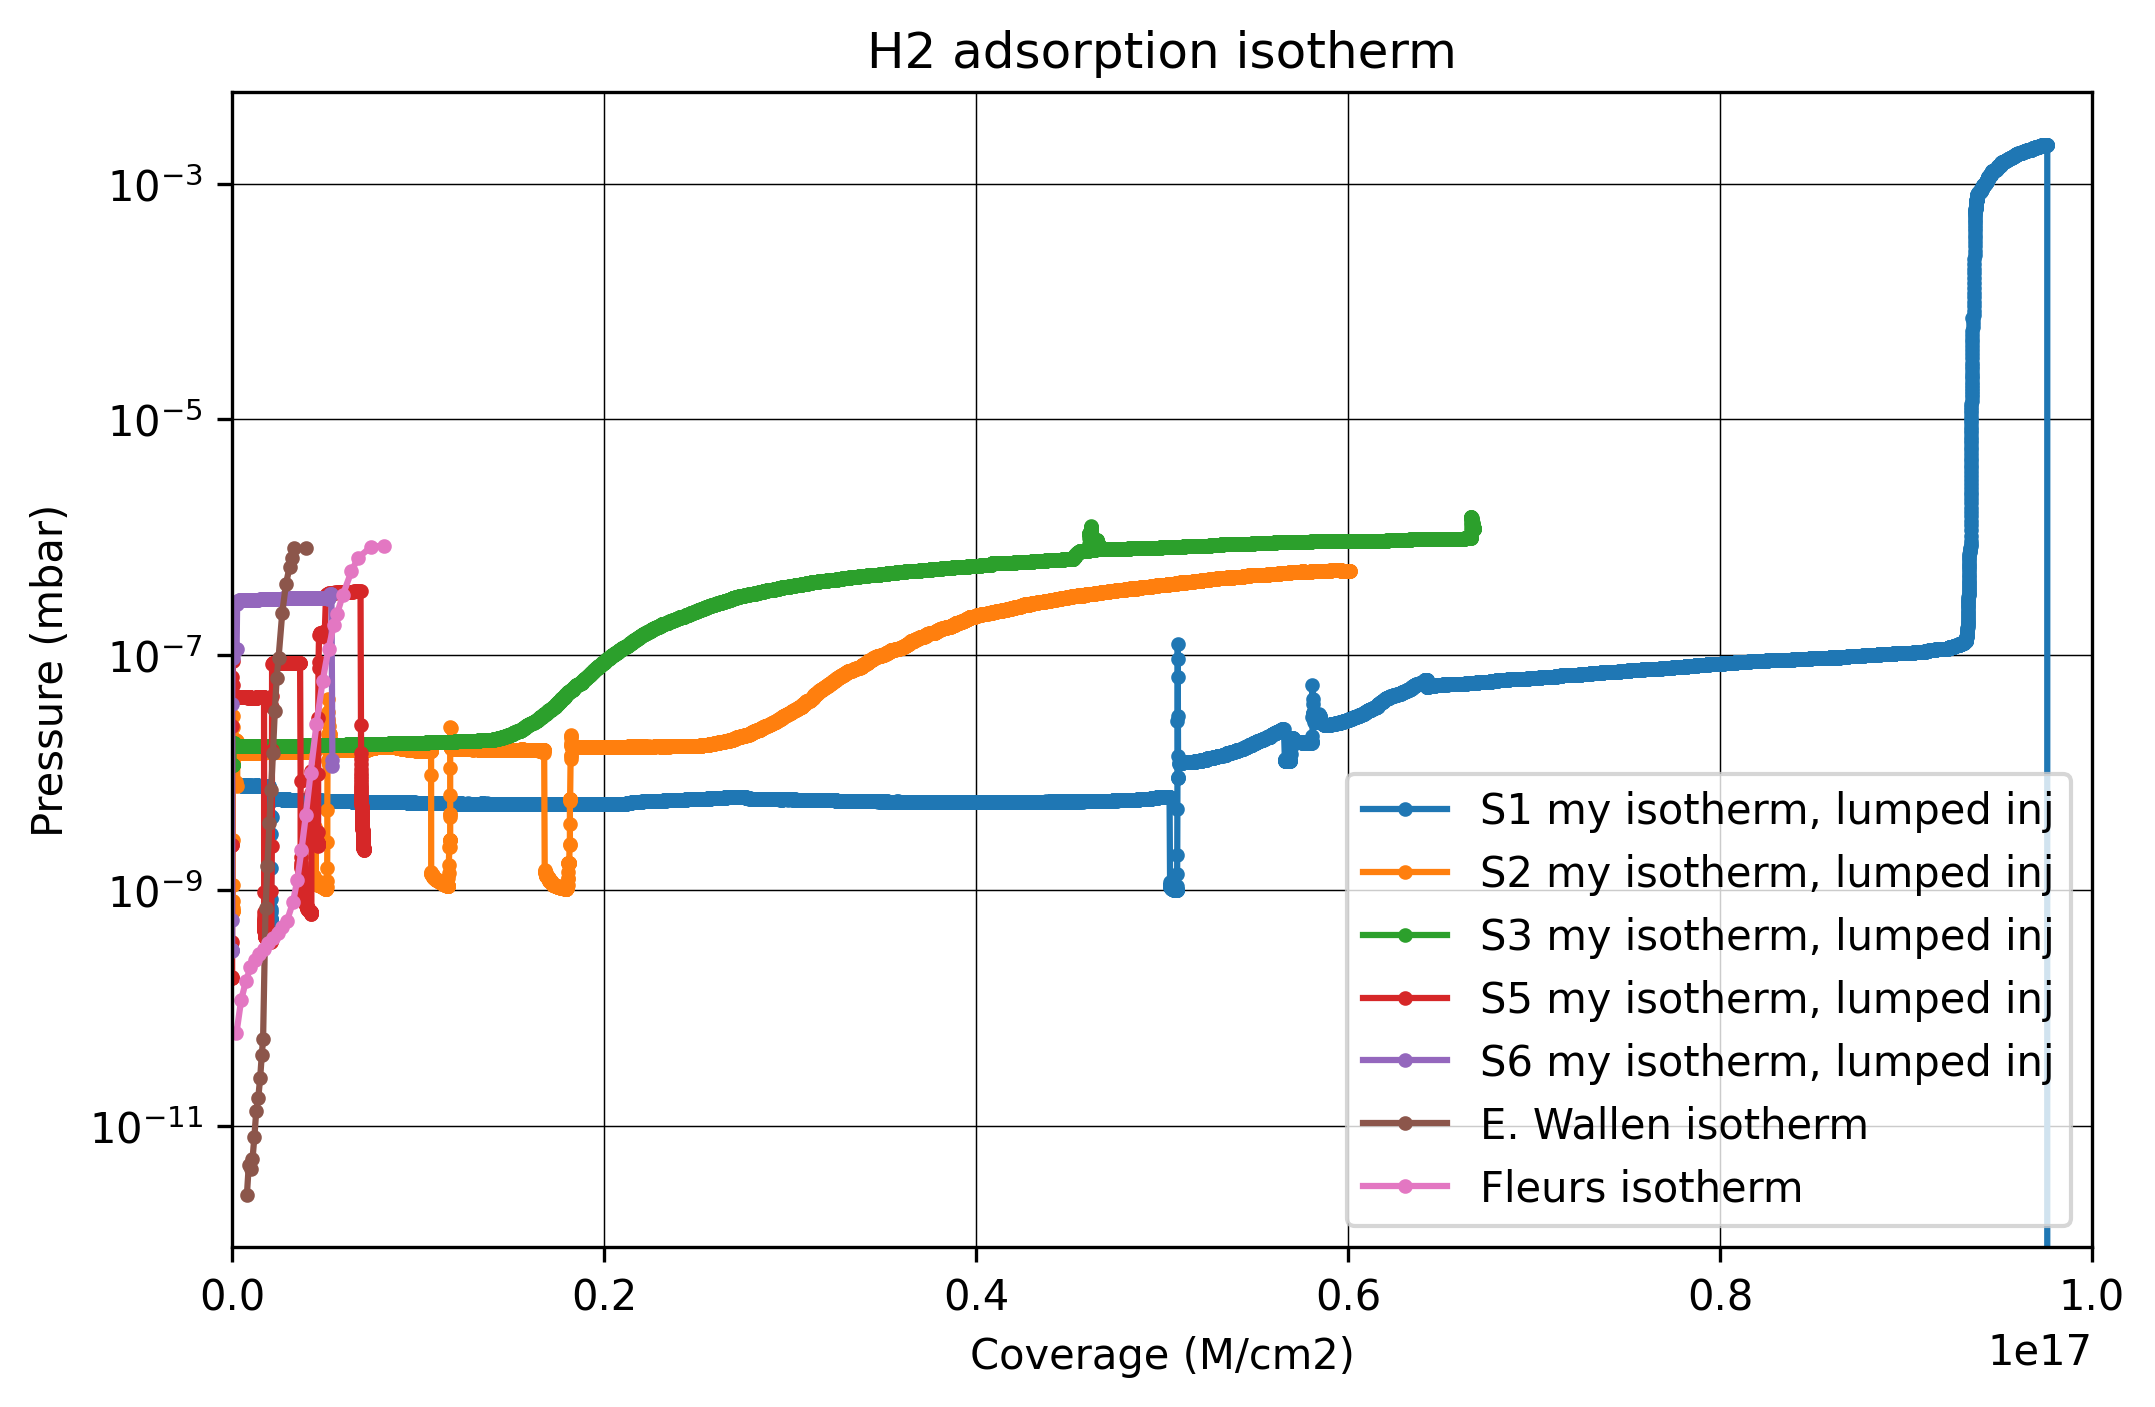 H2 adsorption isotherm
Pressure (mbar)
10⁻³
10⁻⁵
10⁻⁷
10⁻⁹
10⁻¹¹
S1 my isotherm, lumped inj
S2 my isotherm, lumped inj
S3 my isotherm, lumped inj
S5 my isotherm, lumped inj
S6 my isotherm, lumped inj
E. Wallen isotherm
Fleurs isotherm
0.0 0.2 0.4 0.6 0.8 1.0
1e17
Coverage (M/cm2)